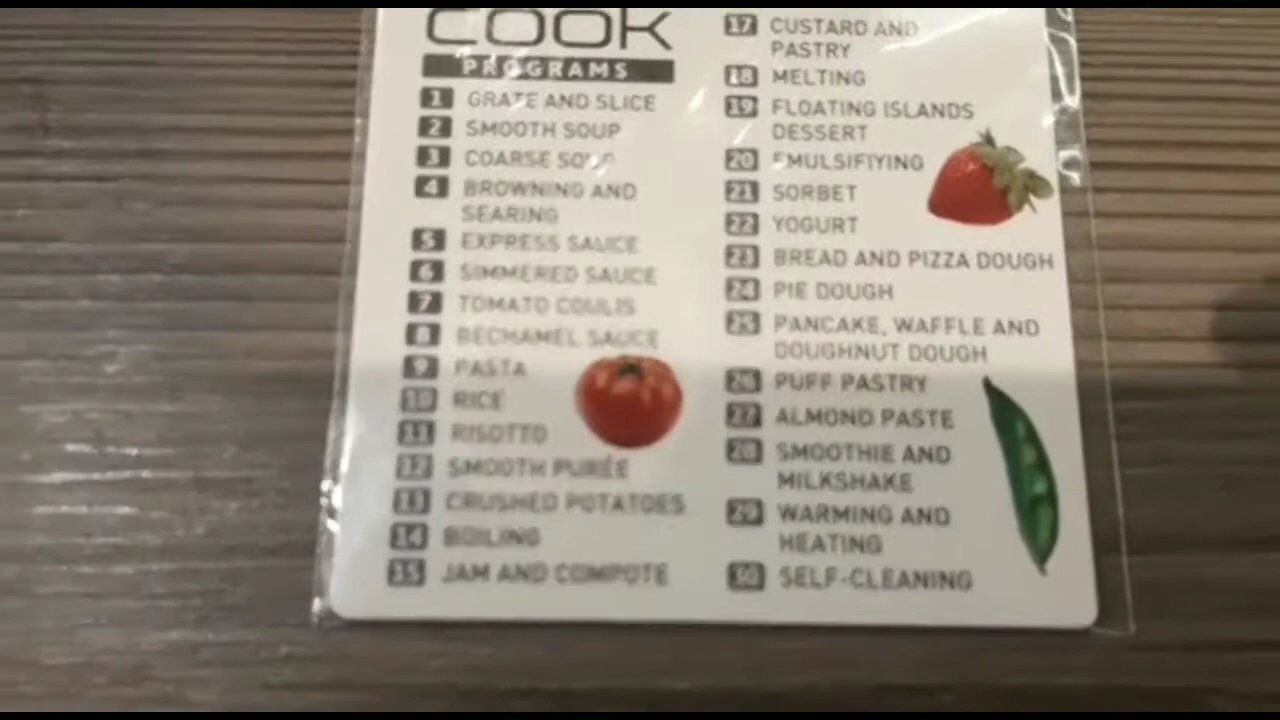 COOK
PROGRAMS
1 GRATE AND SLICE
2 SMOOTH SOUP
3 COARSE SOUP
4 BROWNING AND
SEARING
5 EXPRESS SAUCE
6 SIMMERED SAUCE
7 TOMATO COULIS
8 BECHAMEL SAUCE
9 PASTA
10 RICE
11 RISOTTO
12 SMOOTH PURÉE
13 CRUSHED POTATOES
14 BOILING
15 JAM AND COMPOTE
17 CUSTARD AND
PASTRY
18 MELTING
19 FLOATING ISLANDS
DESSERT
20 EMULSIFIYING
21 SORBET
22 YOGURT
23 BREAD AND PIZZA DOUGH
24 PIE DOUGH
25 PANCAKE, WAFFLE AND
DOUGHNUT DOUGH
26 PUFF PASTRY
27 ALMOND PASTE
28 SMOOTHIE AND
MILKSHAKE
29 WARMING AND
HEATING
30 SELF-CLEANING